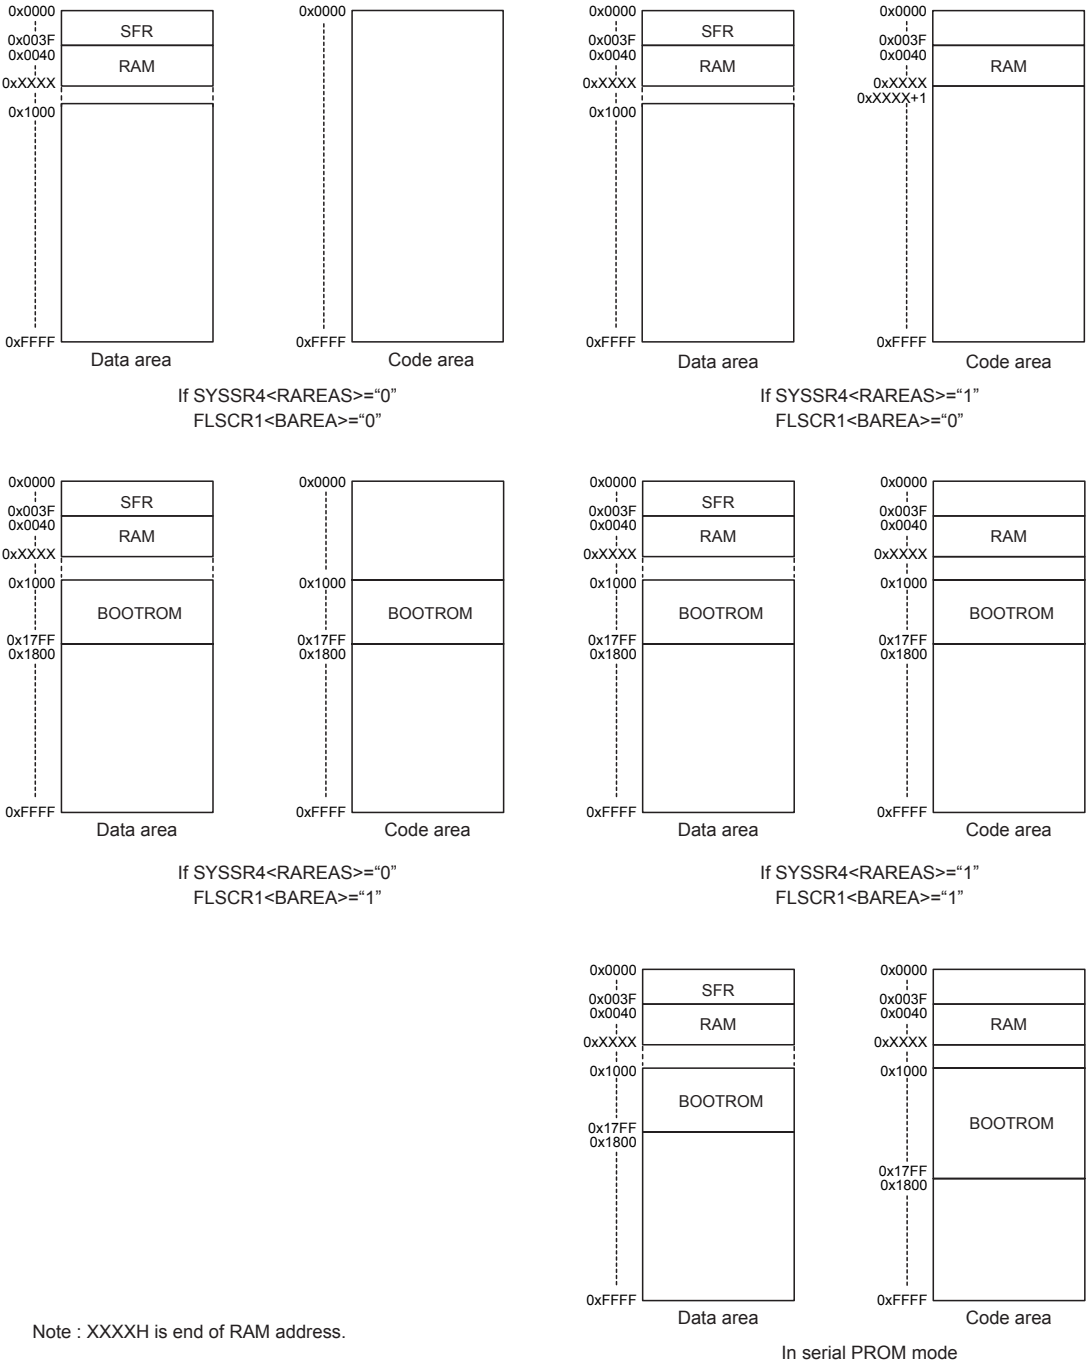 0x0000
SFR
0x003F
0x0040
RAM
0xXXXX
0x1000
0xFFFF
Data area
0x0000
0xFFFF
Code area
If SYSSR4<RAREAS>=“0”
FLSCR1<BAREA>=“0”
0x0000
SFR
0x003F
0x0040
RAM
0xXXXX
0x1000
0xFFFF
Data area
0x0000
0x003F
0x0040
RAM
0xXXXX
0xXXXX+1
0xFFFF
Code area
If SYSSR4<RAREAS>=“1”
FLSCR1<BAREA>=“0”
0x0000
SFR
0x003F
0x0040
RAM
0xXXXX
0x1000
BOOTROM
0x17FF
0x1800
0xFFFF
Data area
0x0000
0x1000
BOOTROM
0x17FF
0x1800
0xFFFF
Code area
If SYSSR4<RAREAS>=“0”
FLSCR1<BAREA>=“1”
0x0000
SFR
0x003F
0x0040
RAM
0xXXXX
0x1000
BOOTROM
0x17FF
0x1800
0xFFFF
Data area
0x0000
0x003F
0x0040
RAM
0xXXXX
0x1000
BOOTROM
0x17FF
0x1800
0xFFFF
Code area
If SYSSR4<RAREAS>=“1”
FLSCR1<BAREA>=“1”
0x0000
SFR
0x003F
0x0040
RAM
0xXXXX
0x1000
BOOTROM
0x17FF
0x1800
0xFFFF
Data area
0x0000
0x003F
0x0040
RAM
0xXXXX
0x1000
BOOTROM
0x17FF
0x1800
0xFFFF
Code area
In serial PROM mode
Note : XXXXH is end of RAM address.